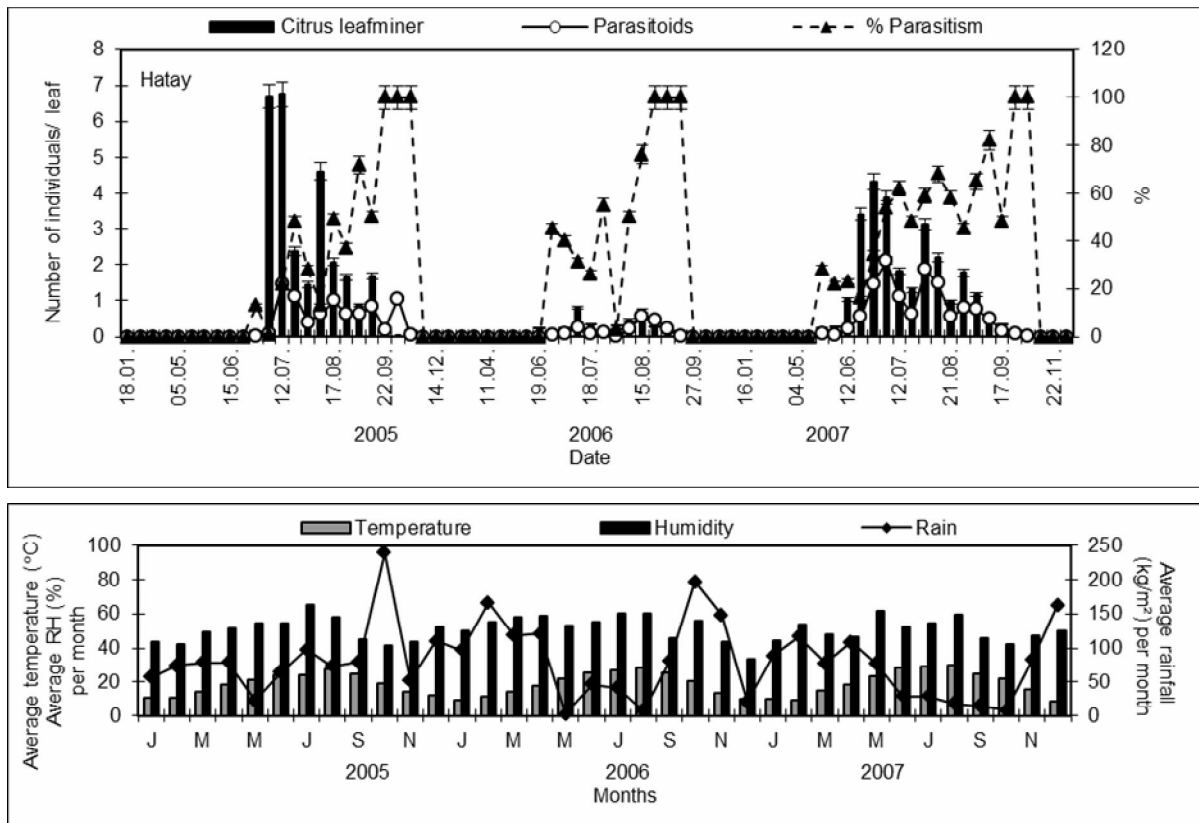 Citrus leafminer Parasitoids % Parasitism
Hatay
Number of individuals/ leaf
8
7
6
5
4
3
2
1
0
120
100
80
60
40
20
0
%
18.01. 05.05. 15.06. 12.07. 17.08. 22.09. 14.12. 11.04. 19.06. 18.07. 15.08. 27.09. 16.01. 04.05. 12.06. 12.07. 21.08. 17.09. 22.11.
2005 2006 2007
Date
Temperature Humidity Rain
Average temperature (°C)
Average RH (%)
per month
100
80
60
40
20
0
250
200
150
100
50
0
Average rainfall
(kg/m²) per month
J M M J S N J M M J S N J M M J S N
2005 2006 2007
Months